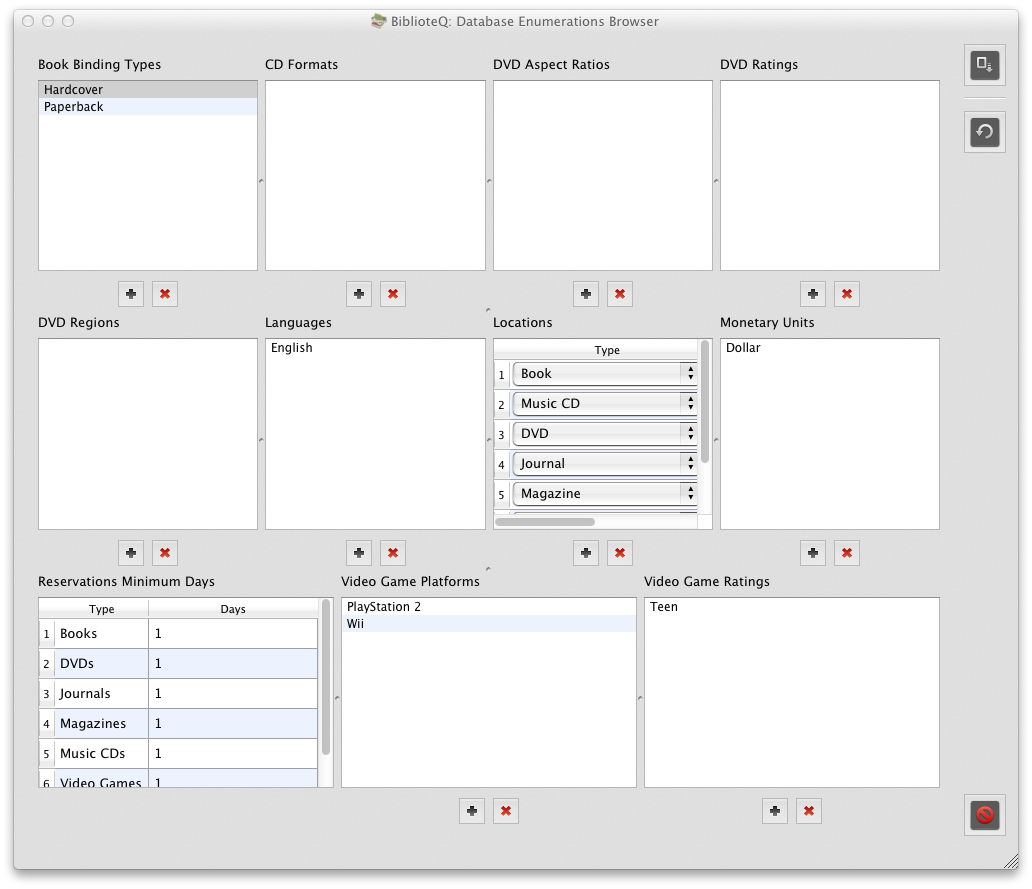 BiblioteQ: Database Enumerations Browser
Book Binding Types
Hardcover
Paperback
CD Formats
DVD Aspect Ratios
DVD Ratings
DVD Regions
Languages
English
Locations
Type
1 Book
2 Music CD
3 DVD
4 Journal
5 Magazine
Monetary Units
Dollar
Reservations Minimum Days
Type Days
1 Books 1
2 DVDs 1
3 Journals 1
4 Magazines 1
5 Music CDs 1
6 Video Games 1
Video Game Platforms
PlayStation 2
Wii
Video Game Ratings
Teen